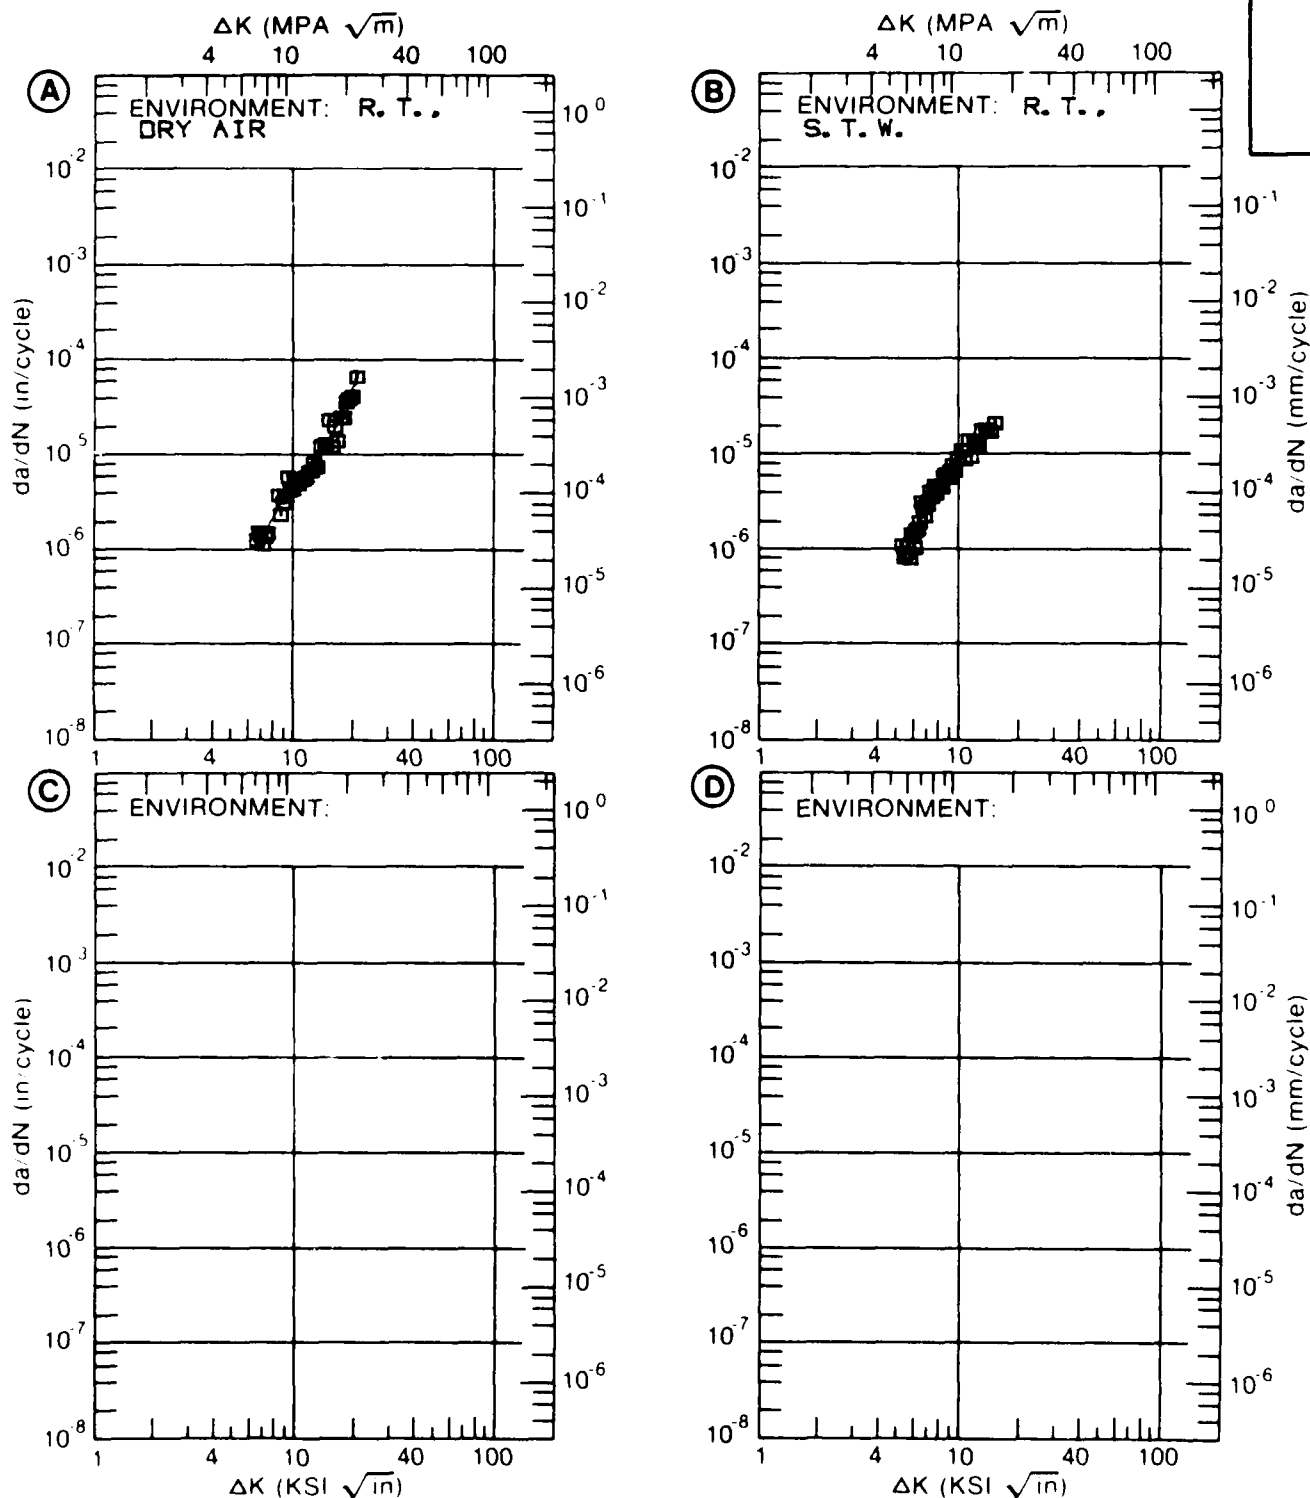 ΔK (MPA √m)
4 10 40 100
A
ENVIRONMENT: R. T.,
DRY AIR
da/dN (in/cycle)
10⁻²
10⁻³
10⁻⁴
10⁻⁵
10⁻⁶
10⁻⁷
10⁻⁸
10⁰
10⁻¹
10⁻²
10⁻³
10⁻⁴
10⁻⁵
10⁻⁶
1 4 10 40 100
ΔK (MPA √m)
4 10 40 100
B
ENVIRONMENT: R. T.,
S. T. W.
10⁻²
10⁻³
10⁻⁴
10⁻⁵
10⁻⁶
10⁻⁷
10⁻⁸
10⁻¹
10⁻²
10⁻³
10⁻⁴
10⁻⁵
10⁻⁶
da/dN (mm/cycle)
1 4 10 40 100
C
ENVIRONMENT:
da/dN (in/cycle)
10⁻²
10⁻³
10⁻⁴
10⁻⁵
10⁻⁶
10⁻⁷
10⁻⁸
10⁰
10⁻¹
10⁻²
10⁻³
10⁻⁴
10⁻⁵
10⁻⁶
1 4 10 40 100
ΔK (KSI √in)
D
ENVIRONMENT:
10⁻²
10⁻³
10⁻⁴
10⁻⁵
10⁻⁶
10⁻⁷
10⁻⁸
10⁰
10⁻¹
10⁻²
10⁻³
10⁻⁴
10⁻⁵
10⁻⁶
da/dN (mm/cycle)
1 4 10 40 100
ΔK (KSI √in)